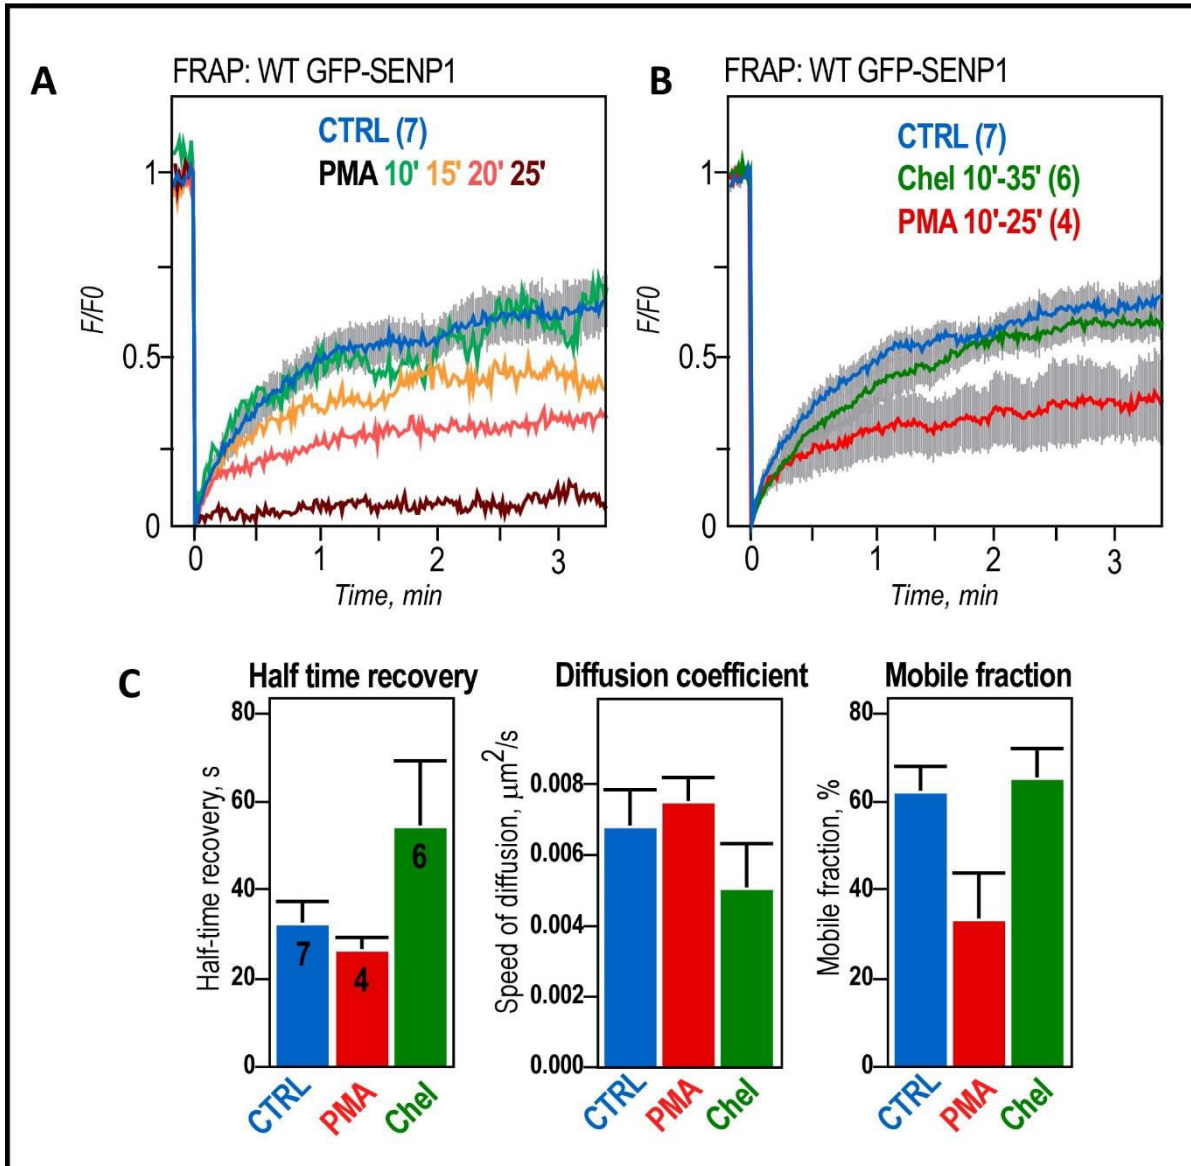 A
FRAP: WT GFP-SENP1
CTRL (7)
PMA 10' 15' 20' 25'
F/F0
1
0.5
0
0 1 2 3
Time, min
B
FRAP: WT GFP-SENP1
CTRL (7)
Chel 10'-35' (6)
PMA 10'-25' (4)
F/F0
1
0.5
0
0 1 2 3
Time, min
C
Half time recovery
Half-time recovery, s
80
60
40
20
0
7
4
6
CTRL PMA Chel
Diffusion coefficient
Speed of diffusion, μm²/s
0.008
0.006
0.004
0.002
0.000
CTRL PMA Chel
Mobile fraction
Mobile fraction, %
80
60
40
20
0
CTRL PMA Chel